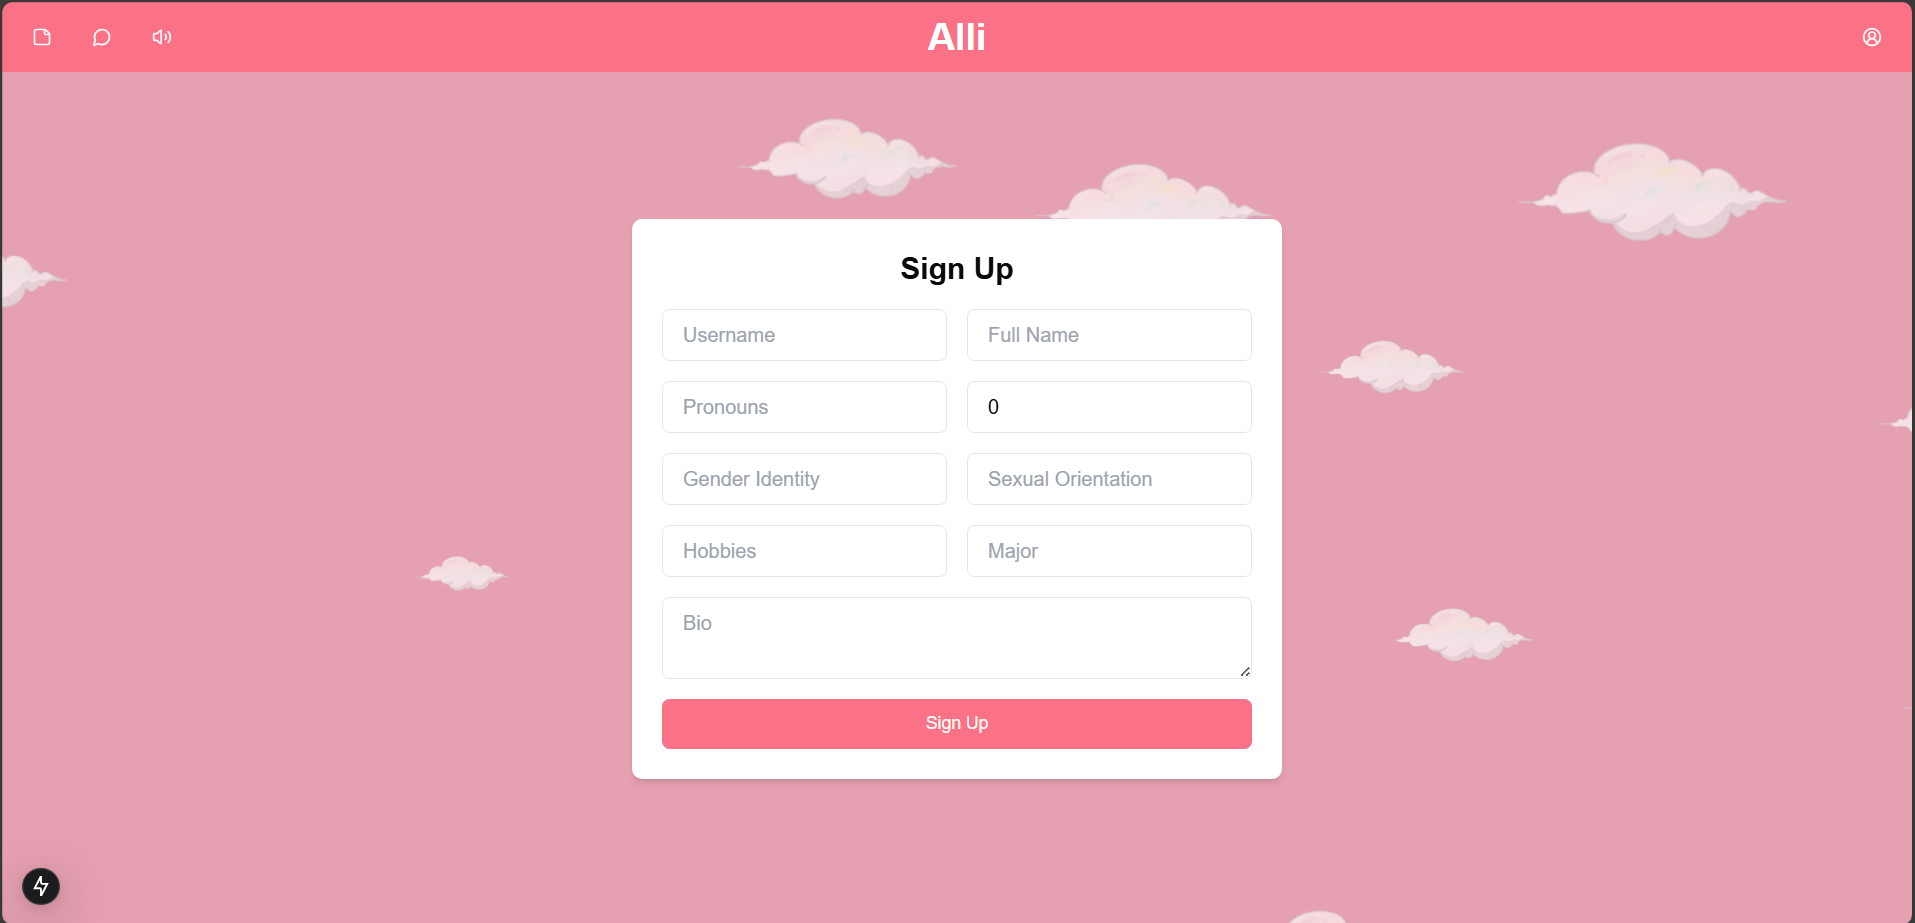 Alli
Sign Up
Username
Full Name
Pronouns
0
Gender Identity
Sexual Orientation
Hobbies
Major
Bio
Sign Up